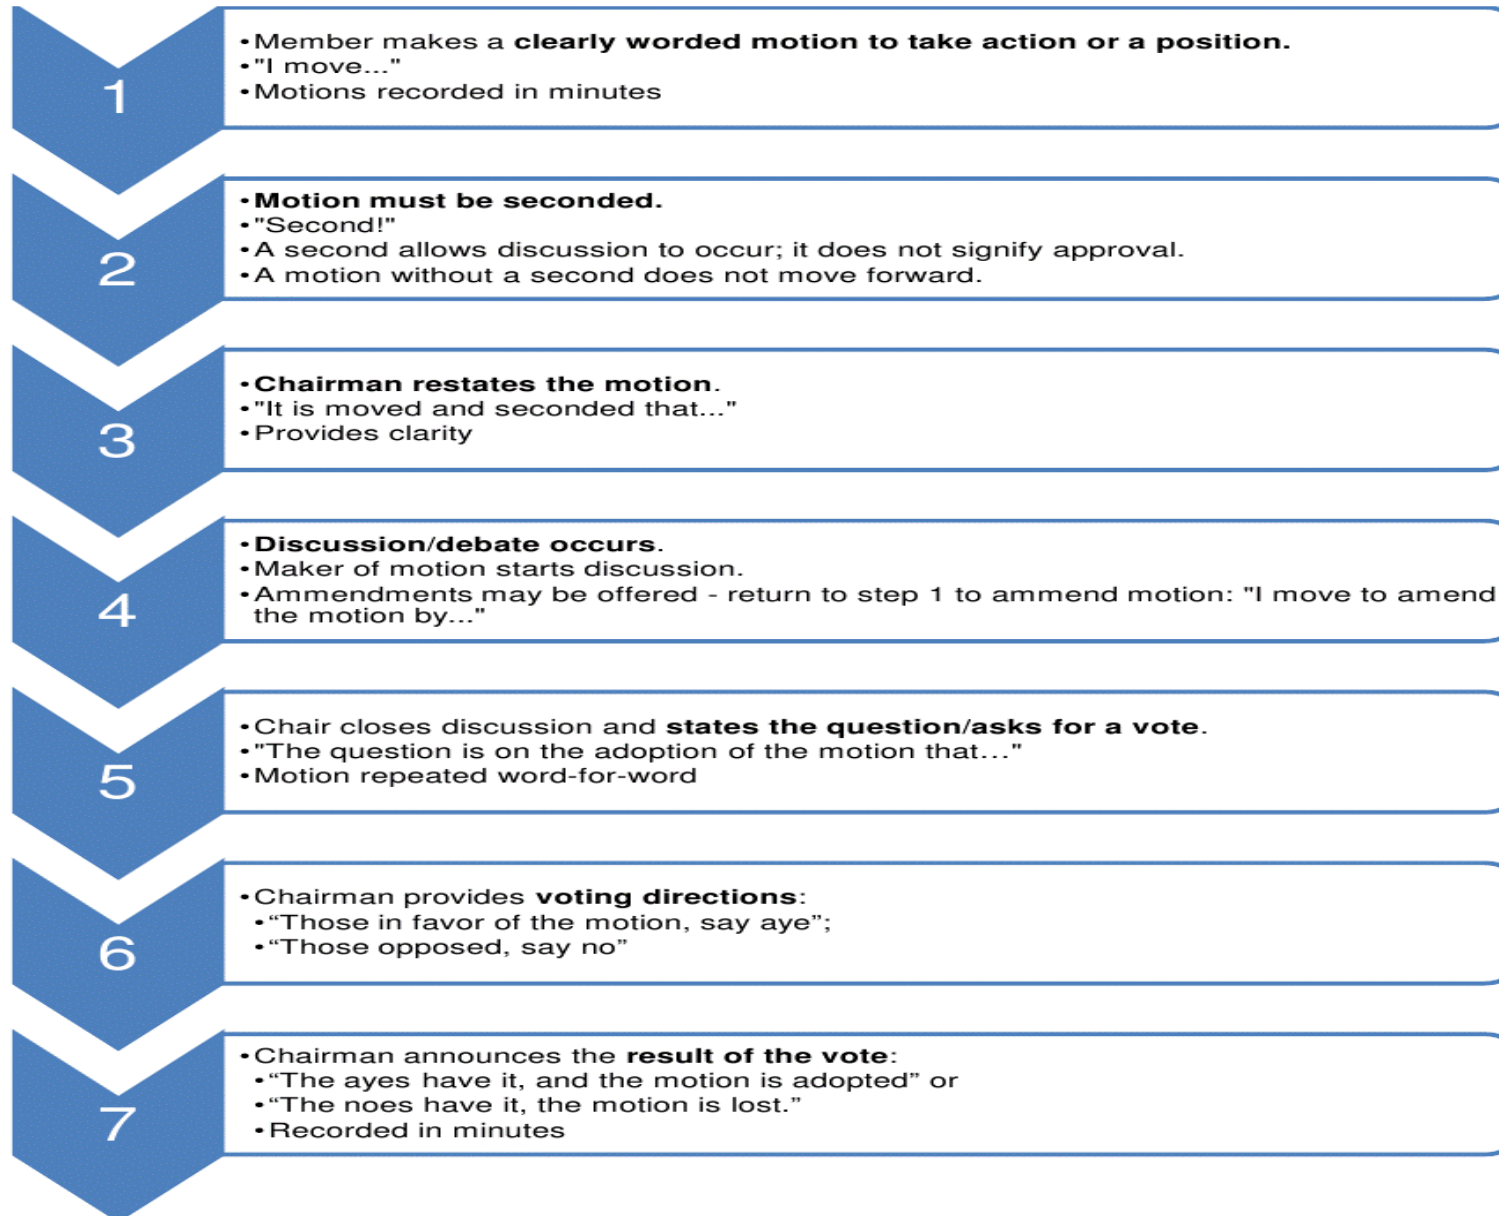 1
•Member makes a clearly worded motion to take action or a position.
•"I move..."
•Motions recorded in minutes
2
•Motion must be seconded.
•"Second!"
•A second allows discussion to occur; it does not signify approval.
•A motion without a second does not move forward.
3
•Chairman restates the motion.
•"It is moved and seconded that..."
•Provides clarity
4
•Discussion/debate occurs.
•Maker of motion starts discussion.
•Ammendments may be offered - return to step 1 to ammend motion: "I move to amend
the motion by..."
5
•Chair closes discussion and states the question/asks for a vote.
•"The question is on the adoption of the motion that..."
•Motion repeated word-for-word
6
•Chairman provides voting directions:
•“Those in favor of the motion, say aye”;
•“Those opposed, say no”
7
•Chairman announces the result of the vote:
•“The ayes have it, and the motion is adopted” or
•“The noes have it, the motion is lost.”
•Recorded in minutes